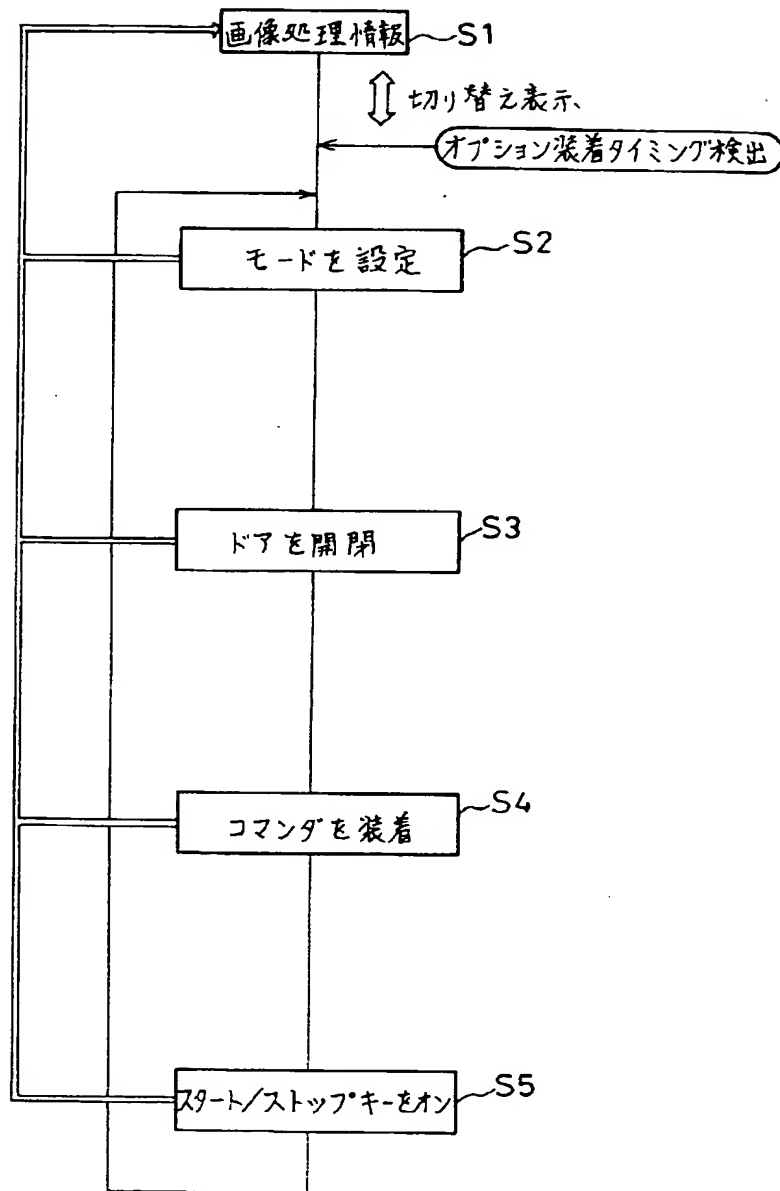 画像処理情報
S1
切り替え表示
オプション装着タイミング検出
モードを設定
S2
ドアを開閉
S3
コマンダを装着
S4
スタート/ストップキーをオン
S5